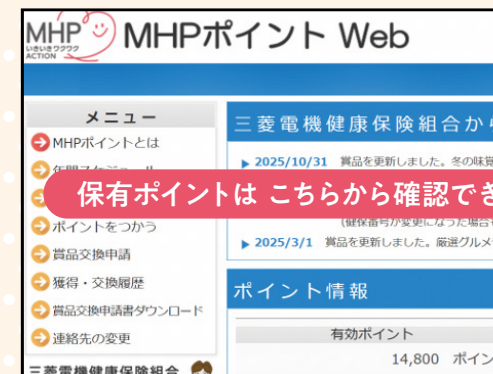 MHP
いきいきワクワク
ACTION
MHPポイント Web
メニュー
MHPポイントとは
ポイントをつかう
賞品交換申請
獲得・交換履歴
賞品交換申請書ダウンロード
連絡先の変更
三菱電機健康保険組合
三菱電機健康保険組合か
2025/10/31 賞品を更新しました。冬の味覚
保有ポイントは こちらから確認でき
(健保番号が変更になった場合
2025/3/1 賞品を更新しました。厳選グルメ
ポイント情報
有効ポイント
14,800 ポイン